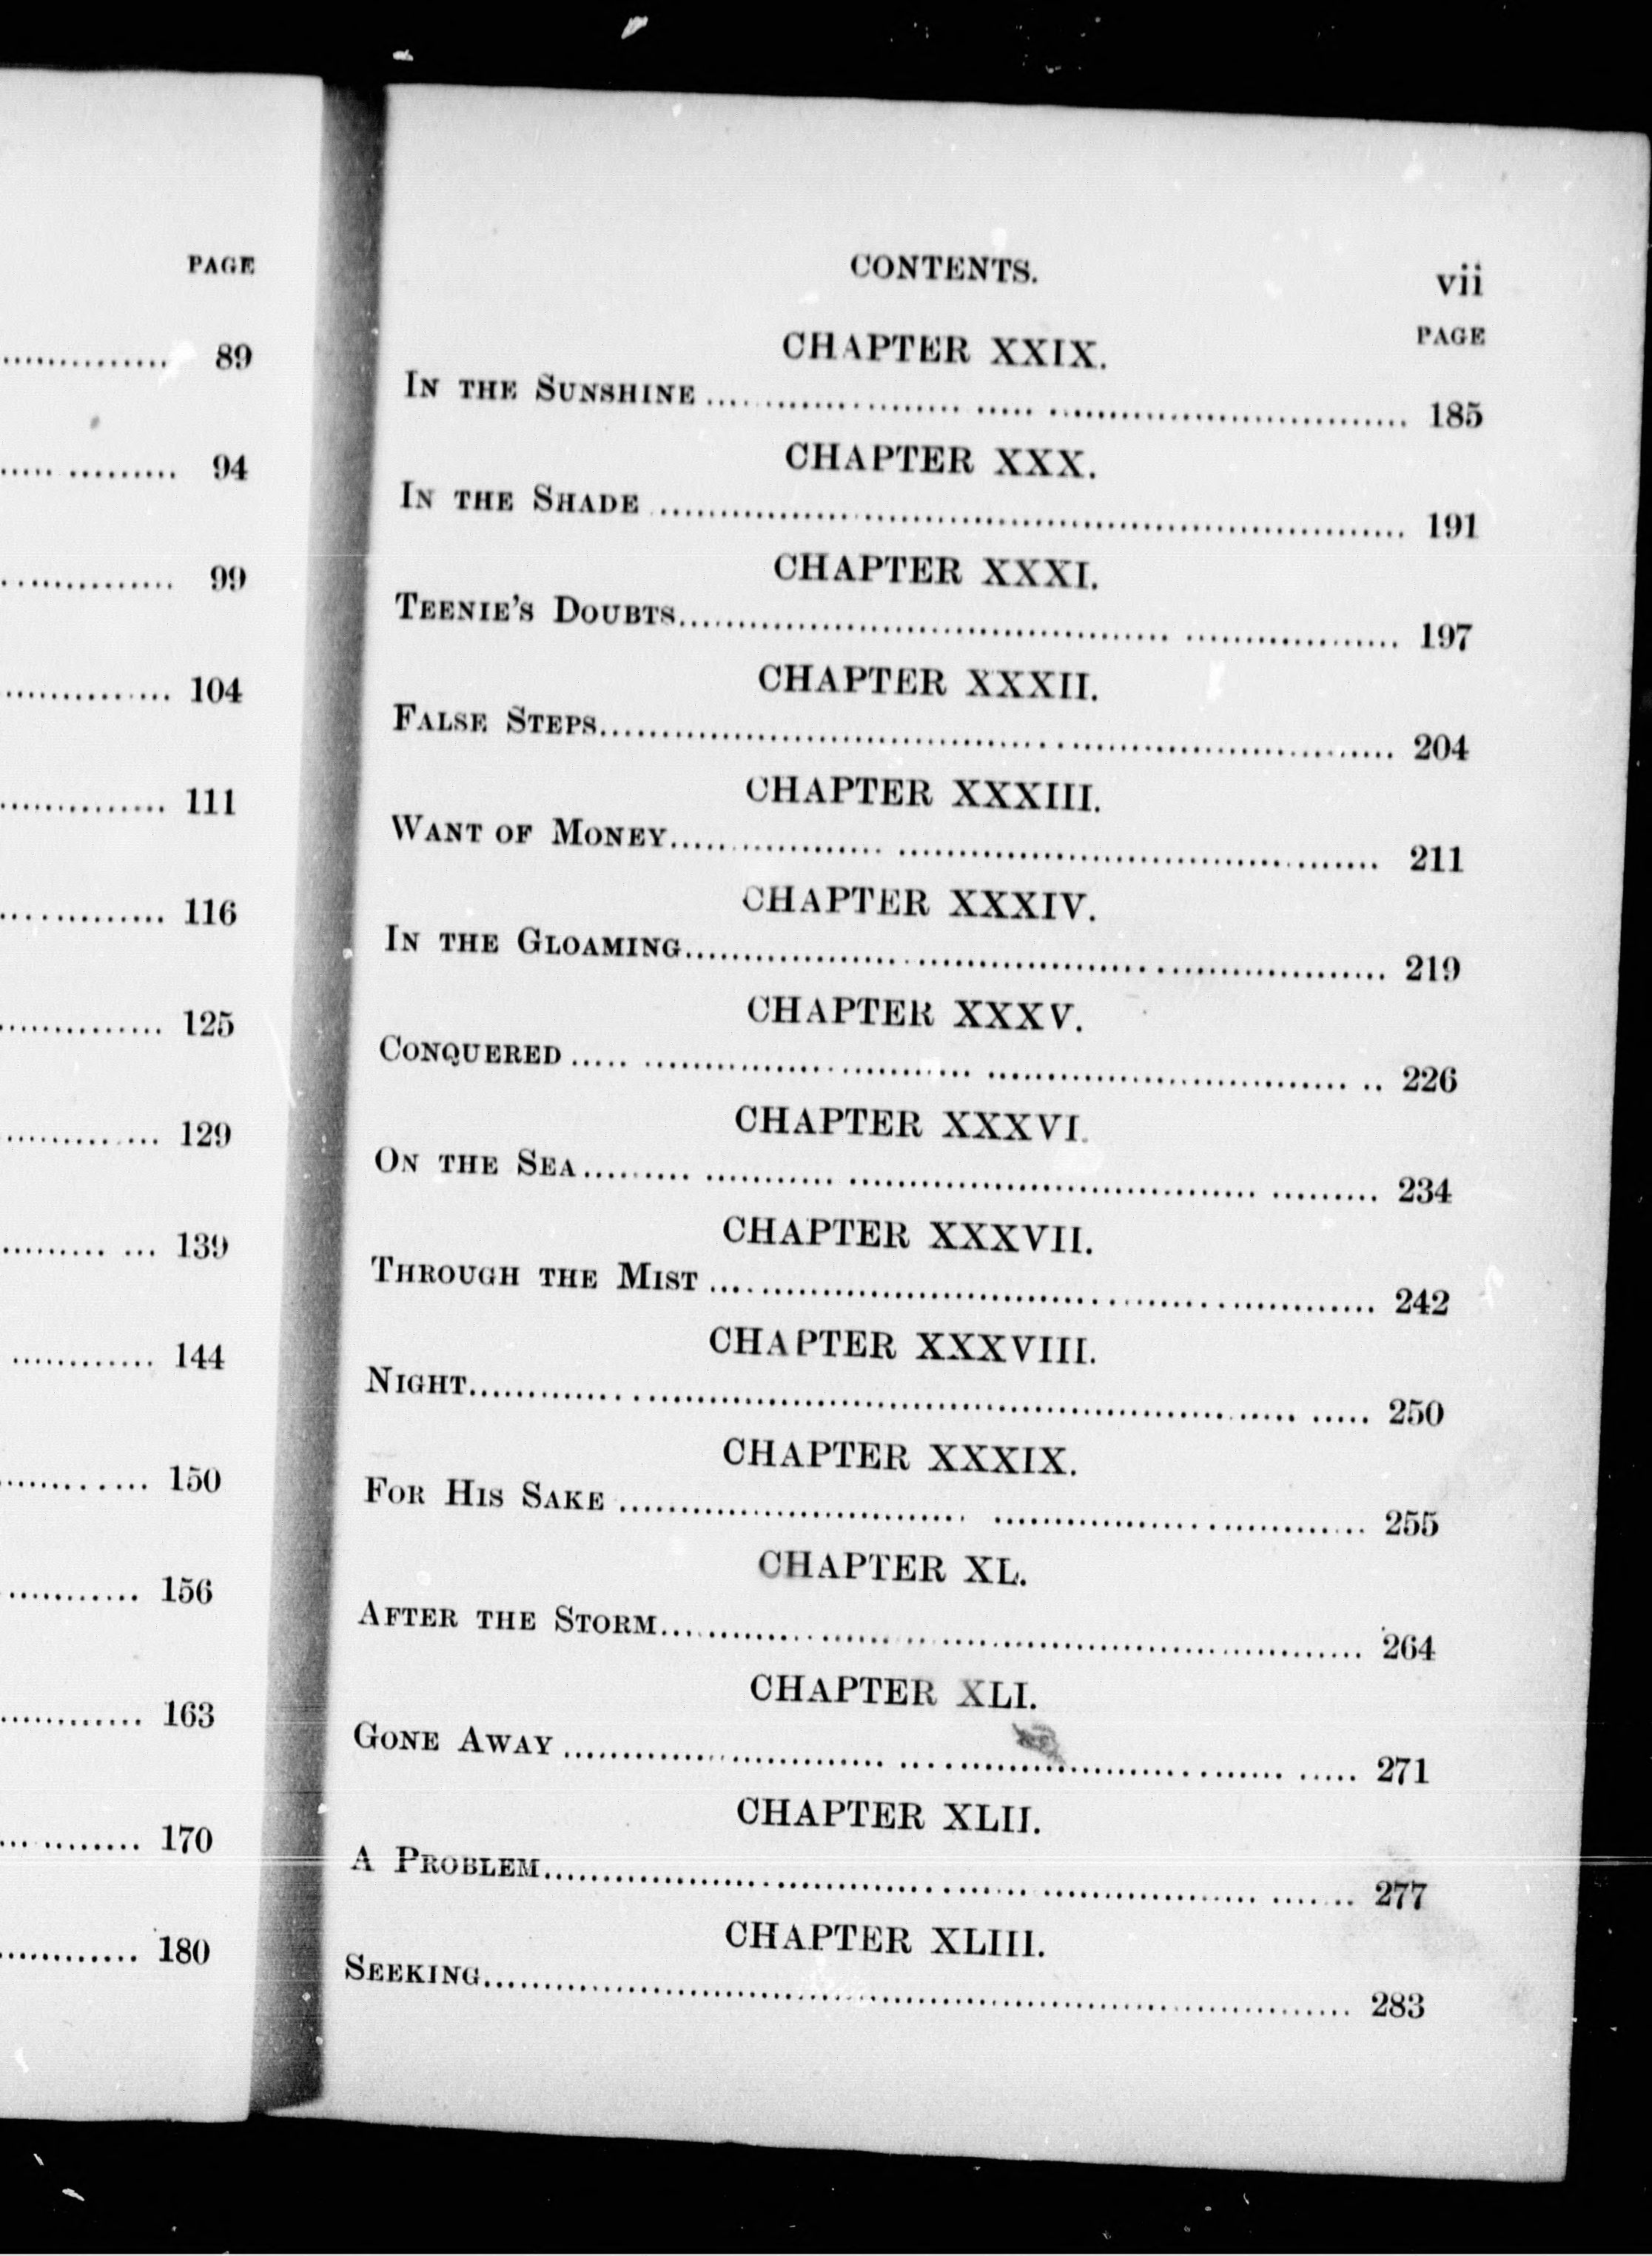 PAGE
.............. 89
..... ......... 94
.............. 99
.............. 104
.............. 111
.............. 116
.............. 125
.............. 129
......... ... 139
............ 144
............ 150
........... 156
............ 163
............ 170
............ 180
CONTENTS. vii
PAGE
CHAPTER XXIX.
IN THE SUNSHINE ........................ 185
CHAPTER XXX.
IN THE SHADE ........................ 191
CHAPTER XXXI.
TEENIE'S DOUBTS........................ 197
CHAPTER XXXII.
FALSE STEPS........................ 204
CHAPTER XXXIII.
WANT OF MONEY........................ 211
CHAPTER XXXIV.
IN THE GLOAMING........................ 219
CHAPTER XXXV.
CONQUERED ........................ 226
CHAPTER XXXVI.
ON THE SEA........................ 234
CHAPTER XXXVII.
THROUGH THE MIST ........................ 242
CHAPTER XXXVIII.
NIGHT........................ 250
CHAPTER XXXIX.
FOR HIS SAKE ........................ 255
CHAPTER XL.
AFTER THE STORM........................ 264
CHAPTER XLI.
GONE AWAY ........................ 271
CHAPTER XLII.
A PROBLEM........................ 277
CHAPTER XLIII.
SEEKING........................ 283